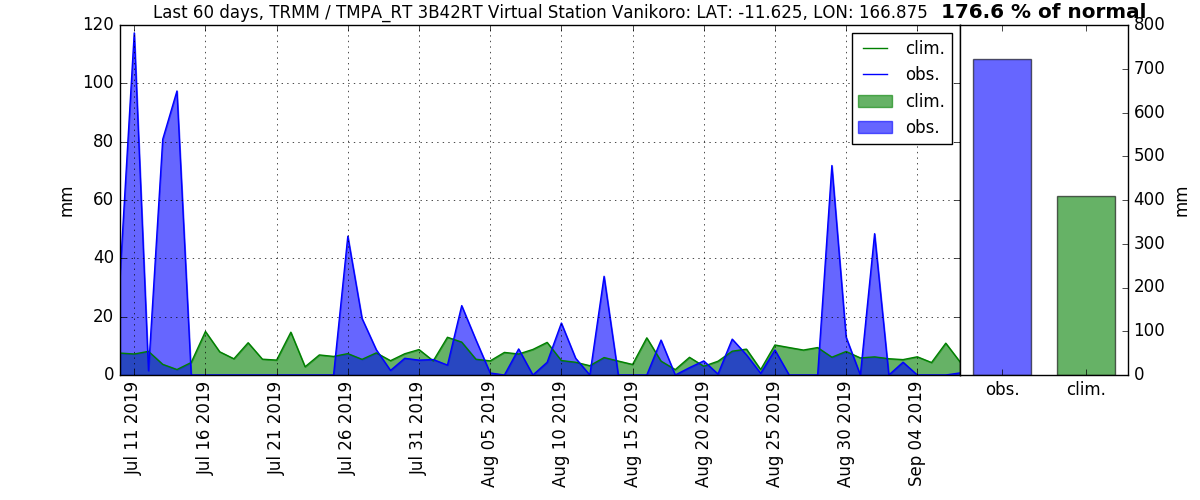 Last 60 days, TRMM / TMPA_RT 3B42RT Virtual Station Vanikoro: LAT: -11.625, LON: 166.875 176.6 % of normal
120
100
80
60
40
20
0
mm
clim.
obs.
clim.
obs.
Jul 11 2019
Jul 16 2019
Jul 21 2019
Jul 26 2019
Jul 31 2019
Aug 05 2019
Aug 10 2019
Aug 15 2019
Aug 20 2019
Aug 25 2019
Aug 30 2019
Sep 04 2019
800
700
600
500
400
300
200
100
0
mm
obs. clim.